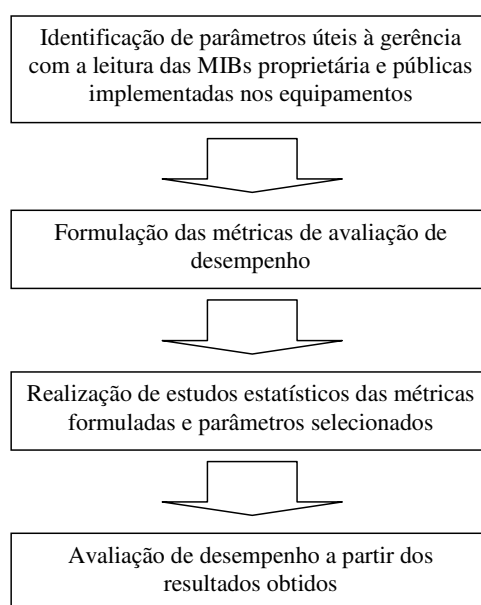 Identificação de parâmetros úteis à gerência
com a leitura das MIBs proprietária e públicas
implementadas nos equipamentos
Formulação das métricas de avaliação de
desempenho
Realização de estudos estatísticos das métricas
formuladas e parâmetros selecionados
Avaliação de desempenho a partir dos
resultados obtidos